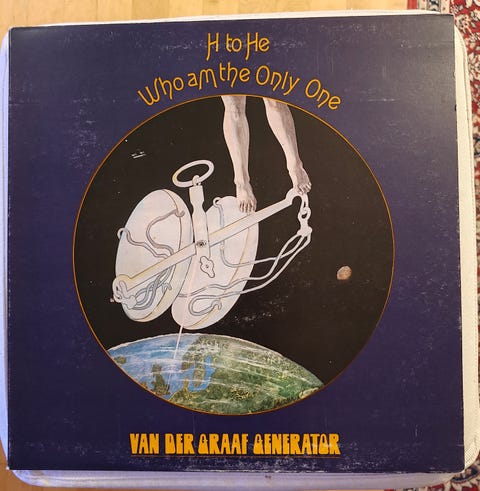 H to He
Who am the Only One
VAN DER GRAAF GENERATOR